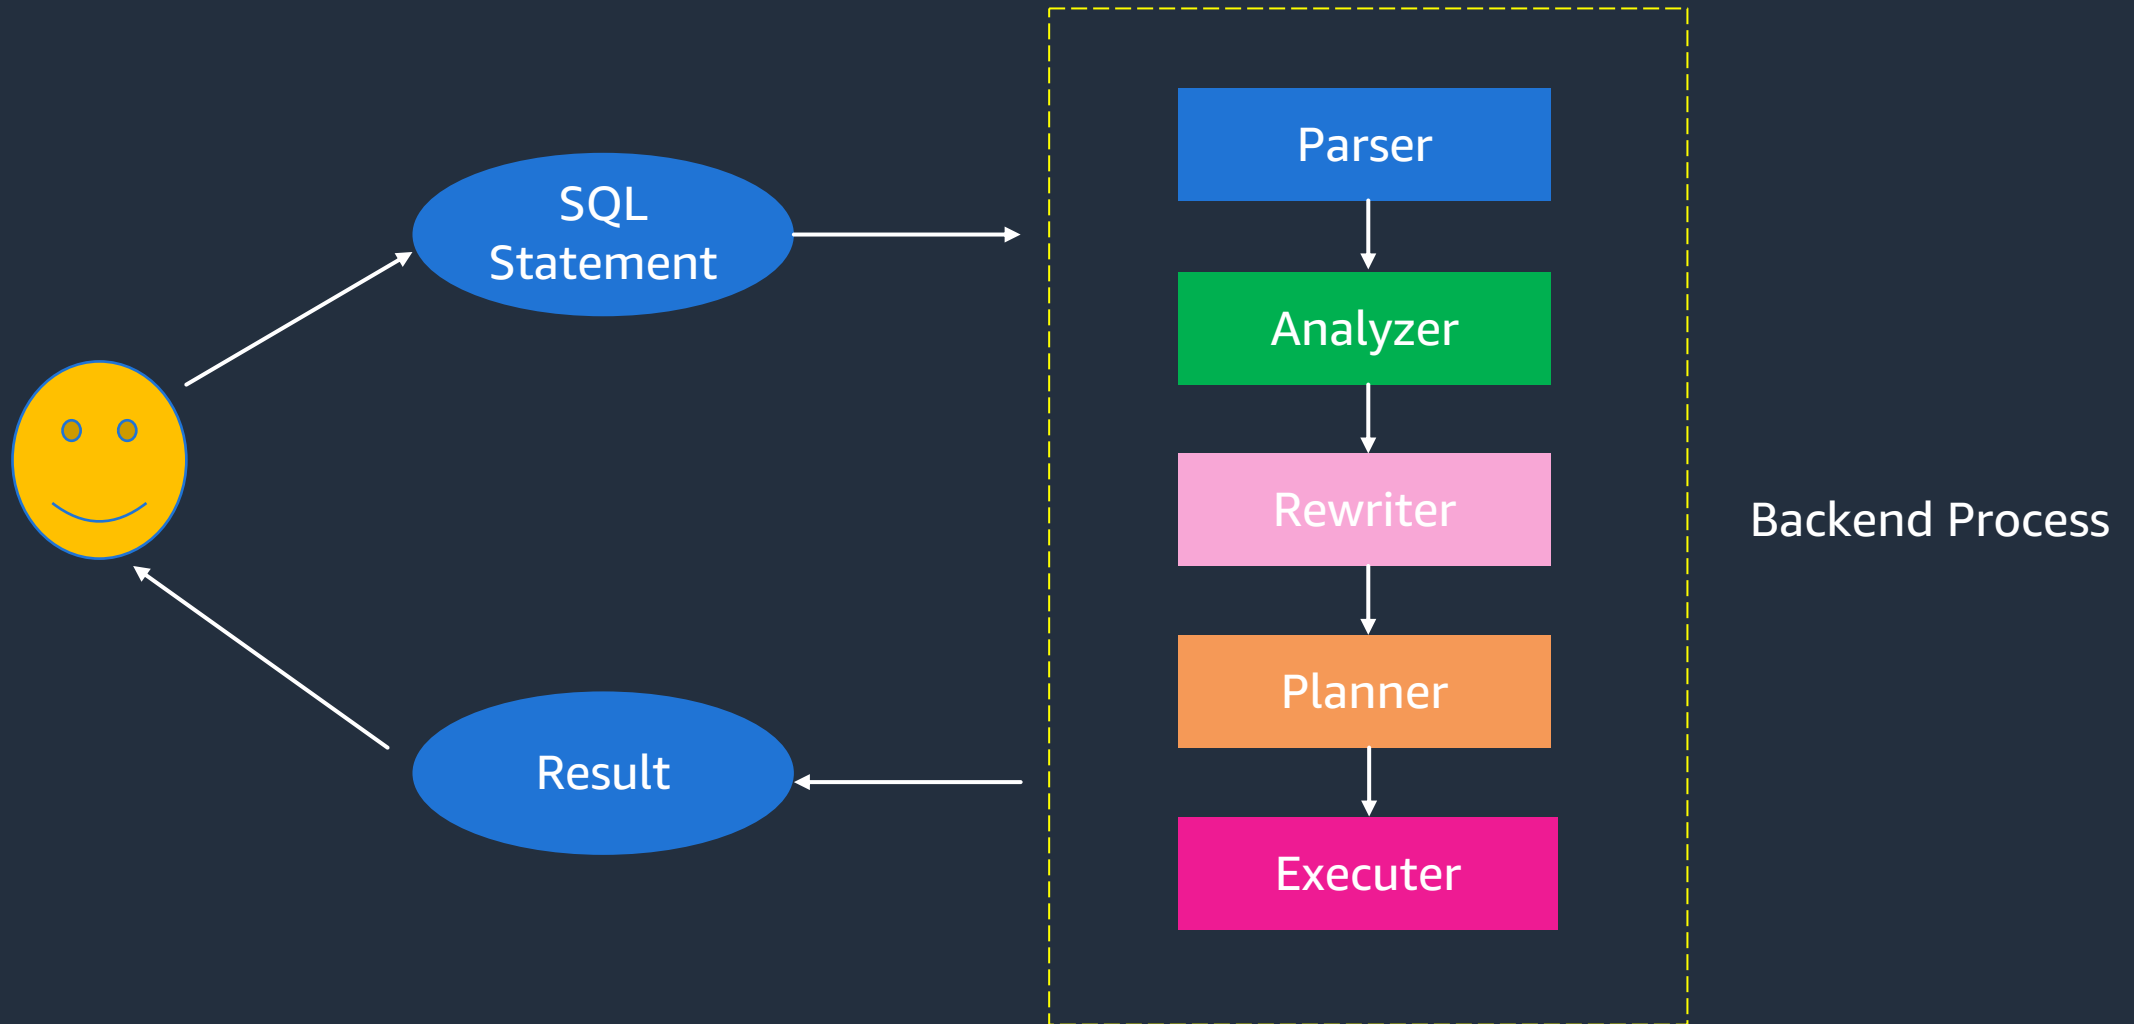 SQL
Statement
Parser
Analyzer
Rewriter
Planner
Executer
Backend Process
Result